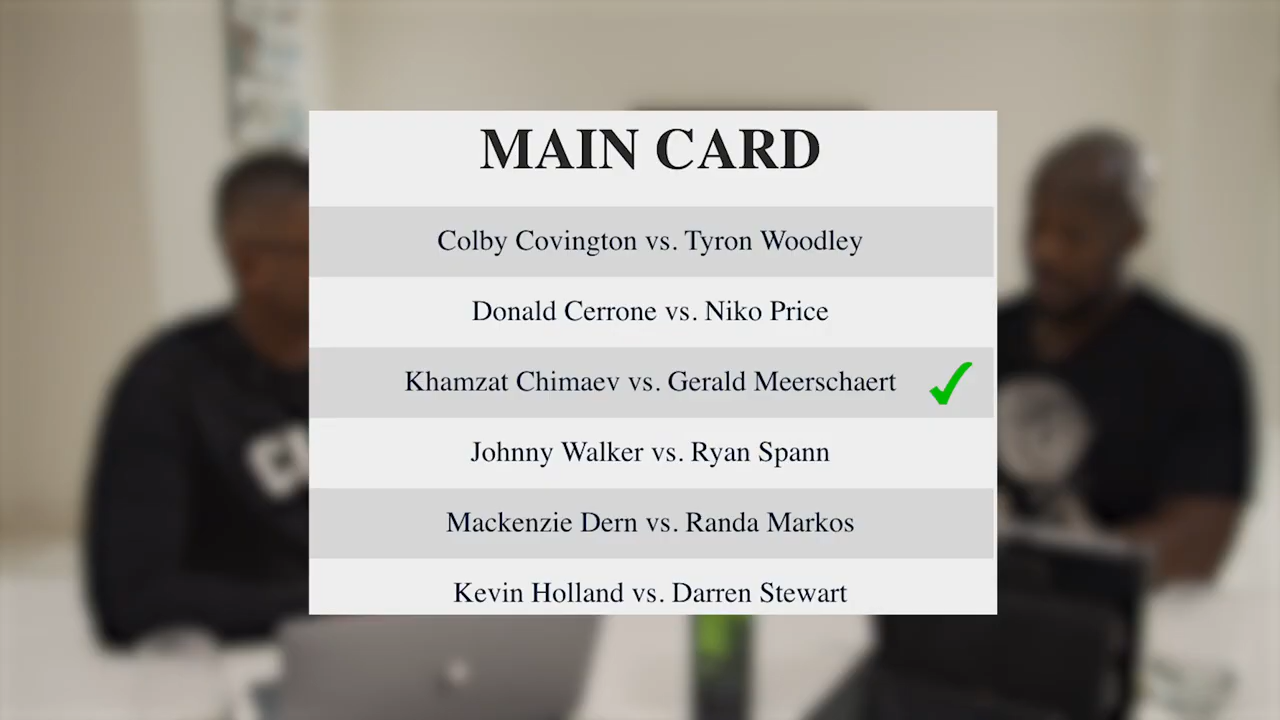 MAIN CARD
Colby Covington vs. Tyron Woodley
Donald Cerrone vs. Niko Price
Khamzat Chimaev vs. Gerald Meerschaert
Johnny Walker vs. Ryan Spann
Mackenzie Dern vs. Randa Markos
Kevin Holland vs. Darren Stewart